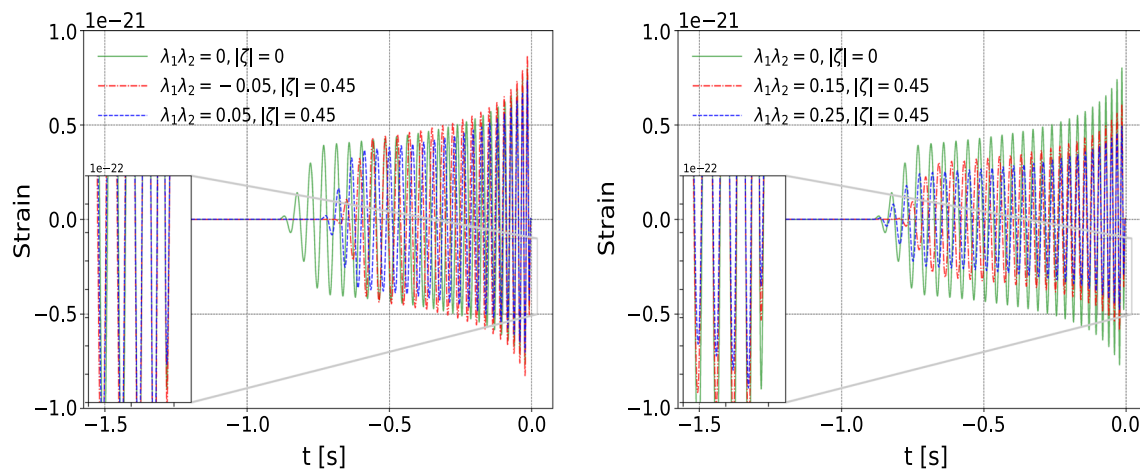 1e−21
1.0
λ₁λ₂ = 0, |ζ| = 0
λ₁λ₂ = −0.05, |ζ| = 0.45
λ₁λ₂ = 0.05, |ζ| = 0.45
0.5
1e−22
0.0
−0.5
−1.0
Strain
−1.5
−1.0
−0.5
0.0
t [s]
1e−21
1.0
λ₁λ₂ = 0, |ζ| = 0
λ₁λ₂ = 0.15, |ζ| = 0.45
λ₁λ₂ = 0.25, |ζ| = 0.45
0.5
1e−22
0.0
−0.5
−1.0
Strain
−1.5
−1.0
−0.5
0.0
t [s]